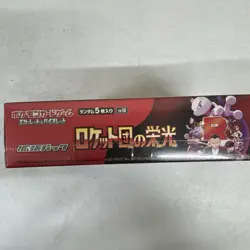 ポケモンカードゲーム
スカーレット&バイオレット
ランダム5枚入り
拡張パック
ロケット団の栄光
R